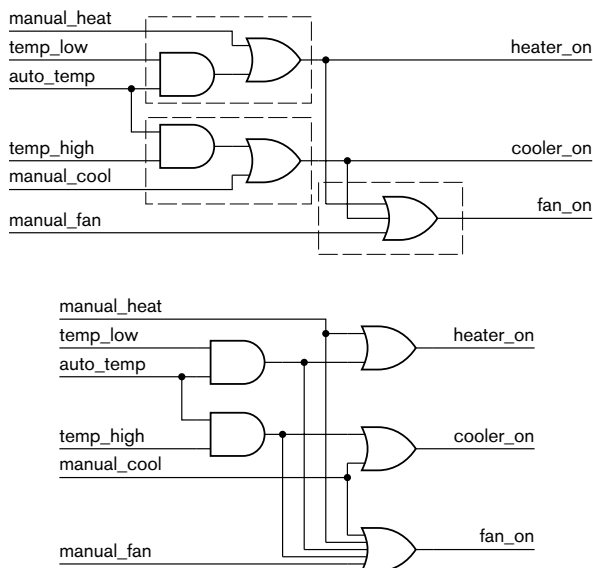 manual_heat
temp_low
heater_on
auto_temp
temp_high
cooler_on
manual_cool
manual_fan
fan_on
manual_heat
temp_low
heater_on
auto_temp
temp_high
cooler_on
manual_cool
manual_fan
fan_on